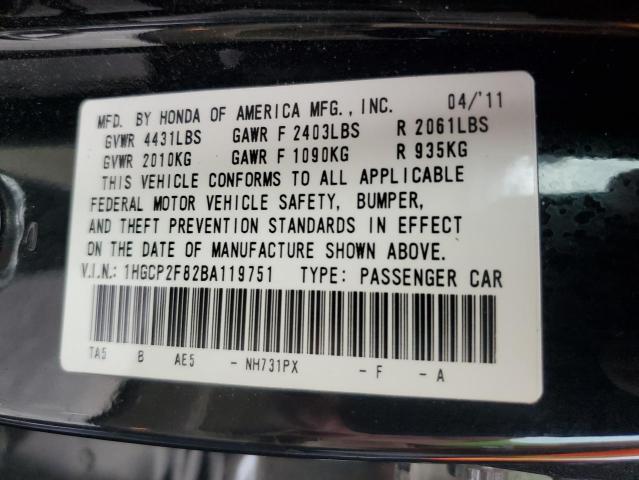 MFD. BY HONDA OF AMERICA MFG., INC. 04/'11
GVWR 4431LBS GAWR F 2403LBS R 2061LBS
GVWR 2010KG GAWR F 1090KG R 935KG
THIS VEHICLE CONFORMS TO ALL APPLICABLE
FEDERAL MOTOR VEHICLE SAFETY, BUMPER,
AND THEFT PREVENTION STANDARDS IN EFFECT
ON THE DATE OF MANUFACTURE SHOWN ABOVE.
V.I.N.: 1HGCP2F82BA119751 TYPE: PASSENGER CAR
TA5 B AE5 - NH731PX - F - A